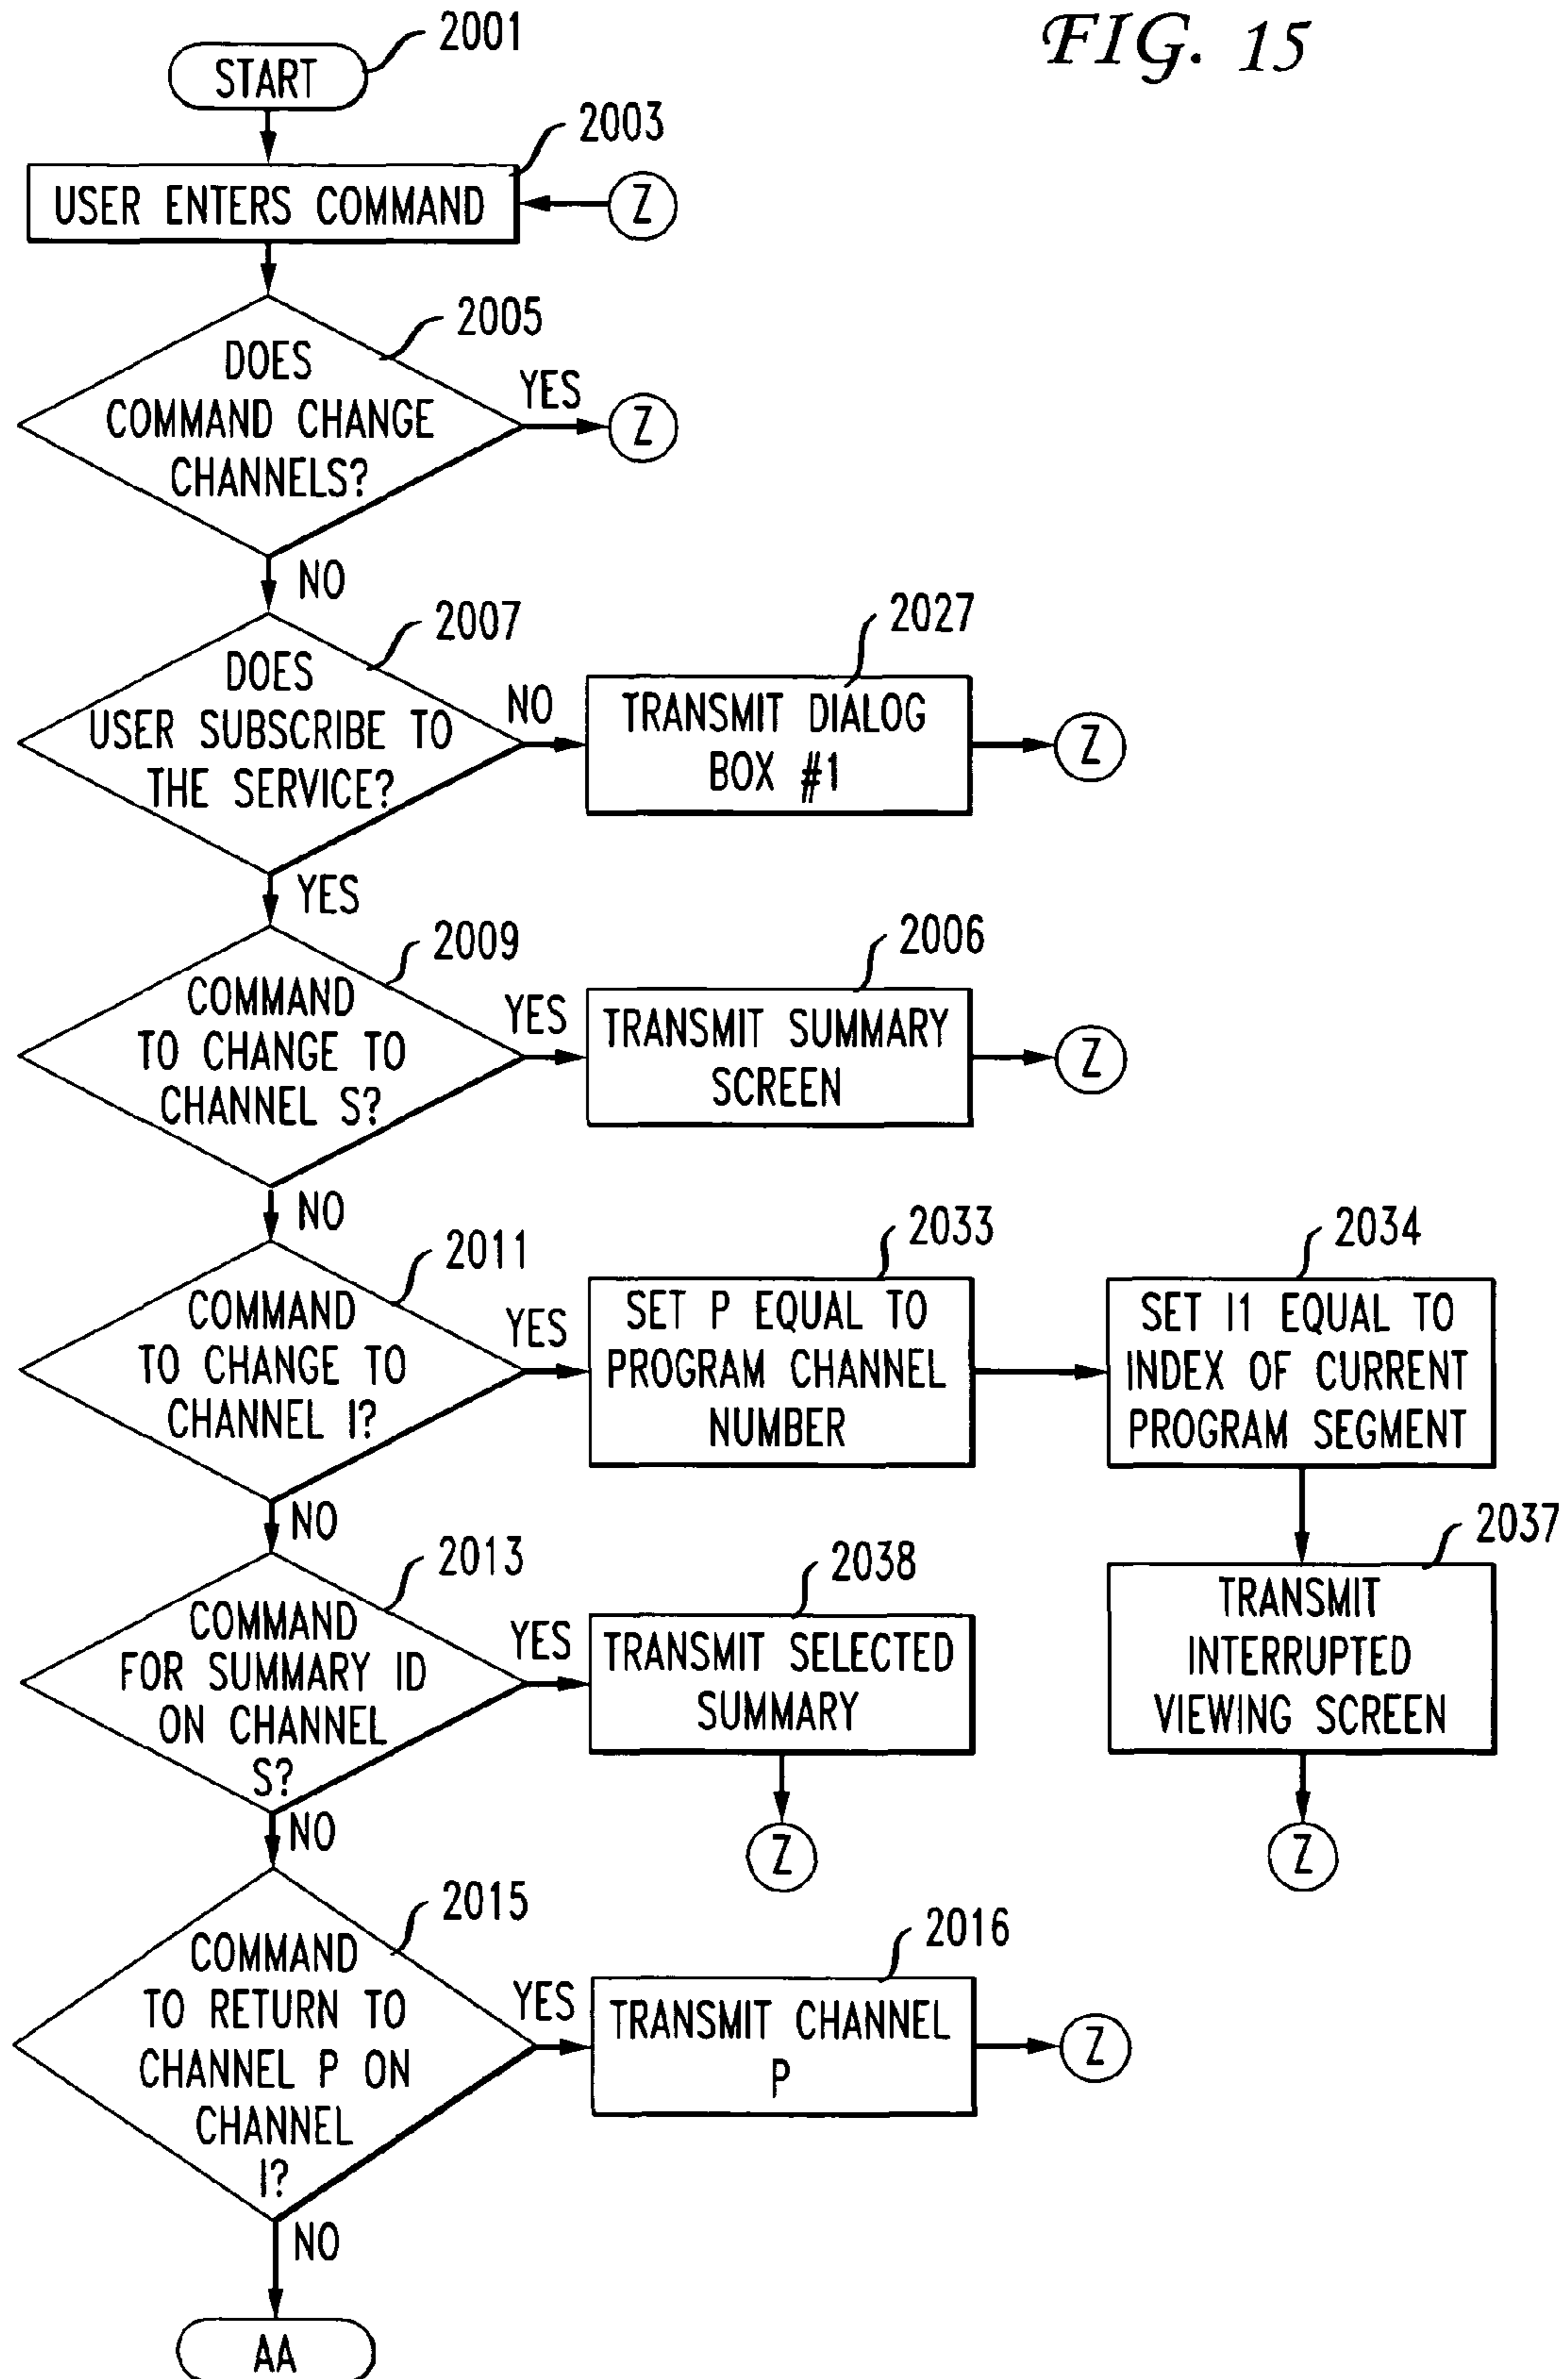 FIG. 15
2001
START
2003
USER ENTERS COMMAND
Z
2005
DOES
COMMAND CHANGE
CHANNELS?
YES
Z
NO
2007
DOES
USER SUBSCRIBE TO
THE SERVICE?
NO
2027
TRANSMIT DIALOG
BOX #1
Z
YES
2009
COMMAND
TO CHANGE TO
CHANNEL S?
YES
2006
TRANSMIT SUMMARY
SCREEN
Z
NO
2011
COMMAND
TO CHANGE TO
CHANNEL I?
YES
2033
SET P EQUAL TO
PROGRAM CHANNEL
NUMBER
2034
SET I1 EQUAL TO
INDEX OF CURRENT
PROGRAM SEGMENT
2037
TRANSMIT
INTERRUPTED
VIEWING SCREEN
Z
NO
2013
COMMAND
FOR SUMMARY ID
ON CHANNEL
S?
YES
2038
TRANSMIT SELECTED
SUMMARY
Z
NO
2015
COMMAND
TO RETURN TO
CHANNEL P ON
CHANNEL
I?
YES
2016
TRANSMIT CHANNEL
P
Z
NO
AA